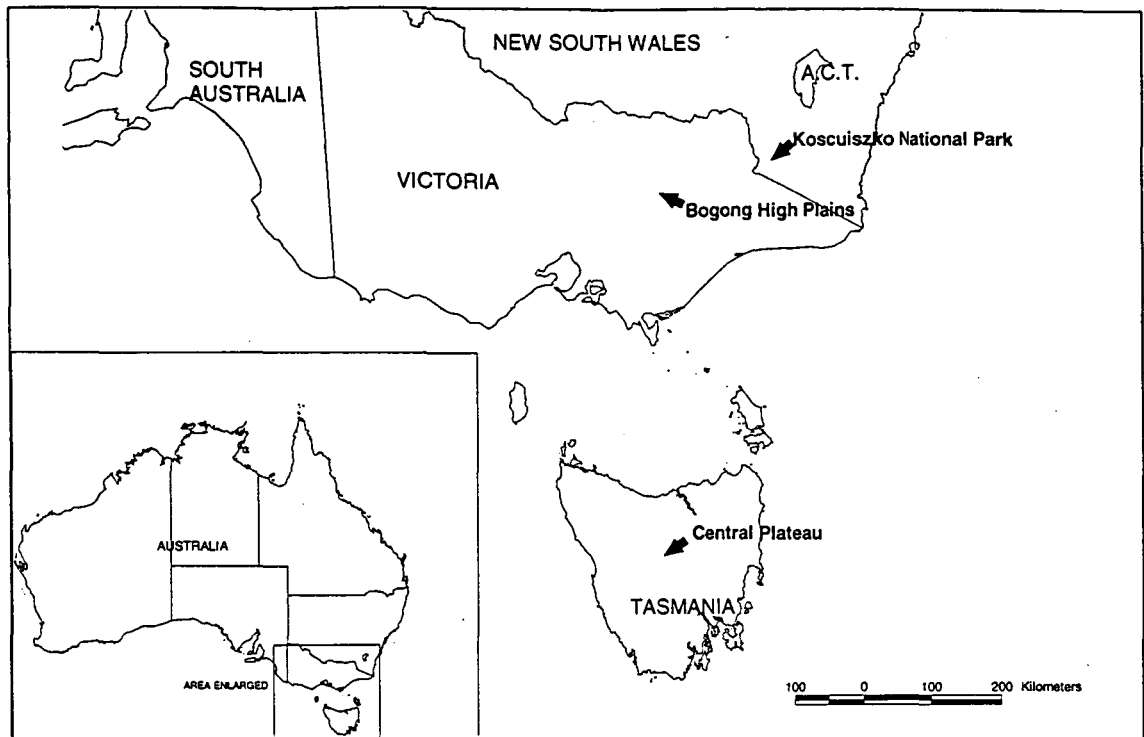 NEW SOUTH WALES
SOUTH
AUSTRALIA
A.C.T.
Koscuiszko National Park
VICTORIA
Bogong High Plains
Central Plateau
AUSTRALIA
TASMANIA
AREA ENLARGED
100 0 100 200 Kilometers